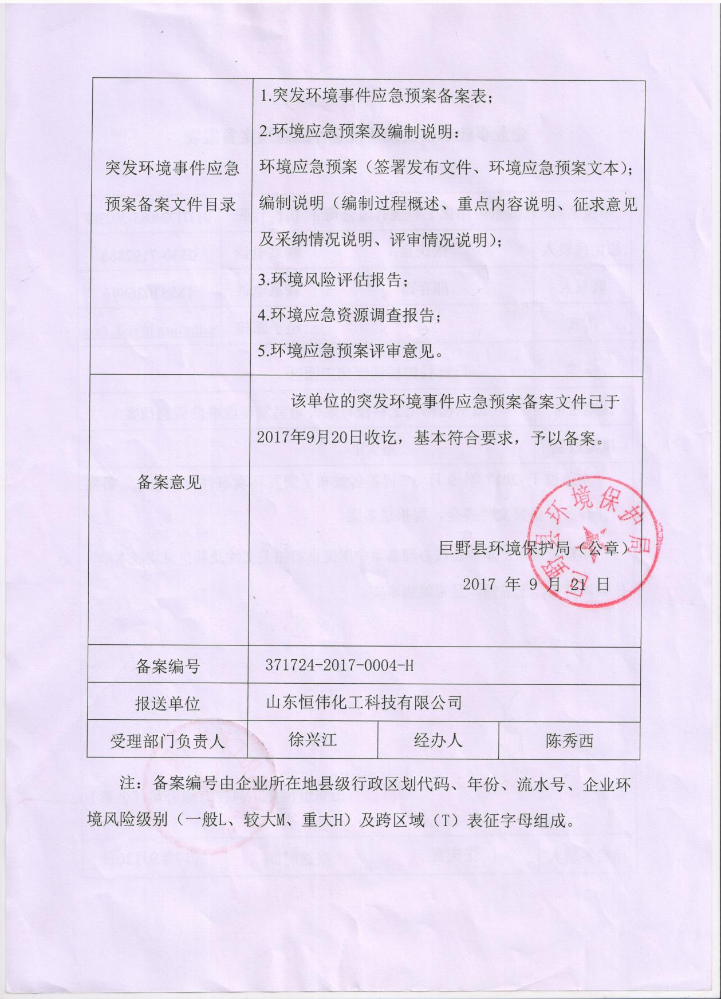 突发环境事件应急
预案备案文件目录
1.突发环境事件应急预案备案表；
2.环境应急预案及编制说明：
环境应急预案（签署发布文件、环境应急预案文本）；
编制说明（编制过程概述、重点内容说明、征求意见
及采纳情况说明、评审情况说明）；
3.环境风险评估报告；
4.环境应急资源调查报告；
5.环境应急预案评审意见。
备案意见
该单位的突发环境事件应急预案备案文件已于
2017年9月20日收讫，基本符合要求，予以备案。
巨野县环境保护局（公章）
2017 年 9 月 21 日
巨野县环境保护局
备案编号 371724-2017-0004-H
报送单位 山东恒伟化工科技有限公司
受理部门负责人 徐兴江 经办人 陈秀西
注：备案编号由企业所在地县级行政区划代码、年份、流水号、企业环
境风险级别（一般L、较大M、重大H）及跨区域（T）表征字母组成。